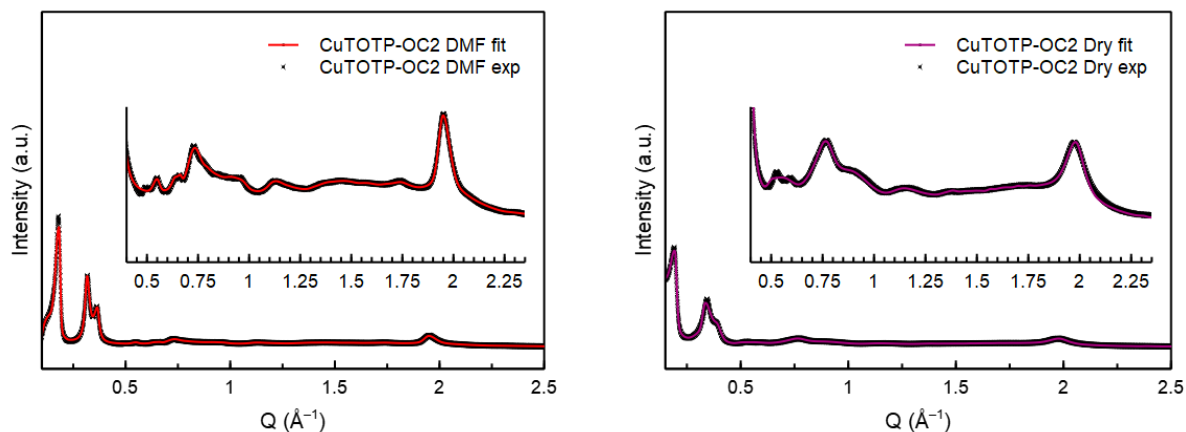 CuTOTP-OC2 DMF fit
CuTOTP-OC2 DMF exp
Intensity (a.u.)
0.5 0.75 1 1.25 1.5 1.75 2 2.25
0.5 1 1.5 2 2.5
Q (Å⁻¹)
CuTOTP-OC2 Dry fit
CuTOTP-OC2 Dry exp
Intensity (a.u.)
0.5 0.75 1 1.25 1.5 1.75 2 2.25
0.5 1 1.5 2 2.5
Q (Å⁻¹)